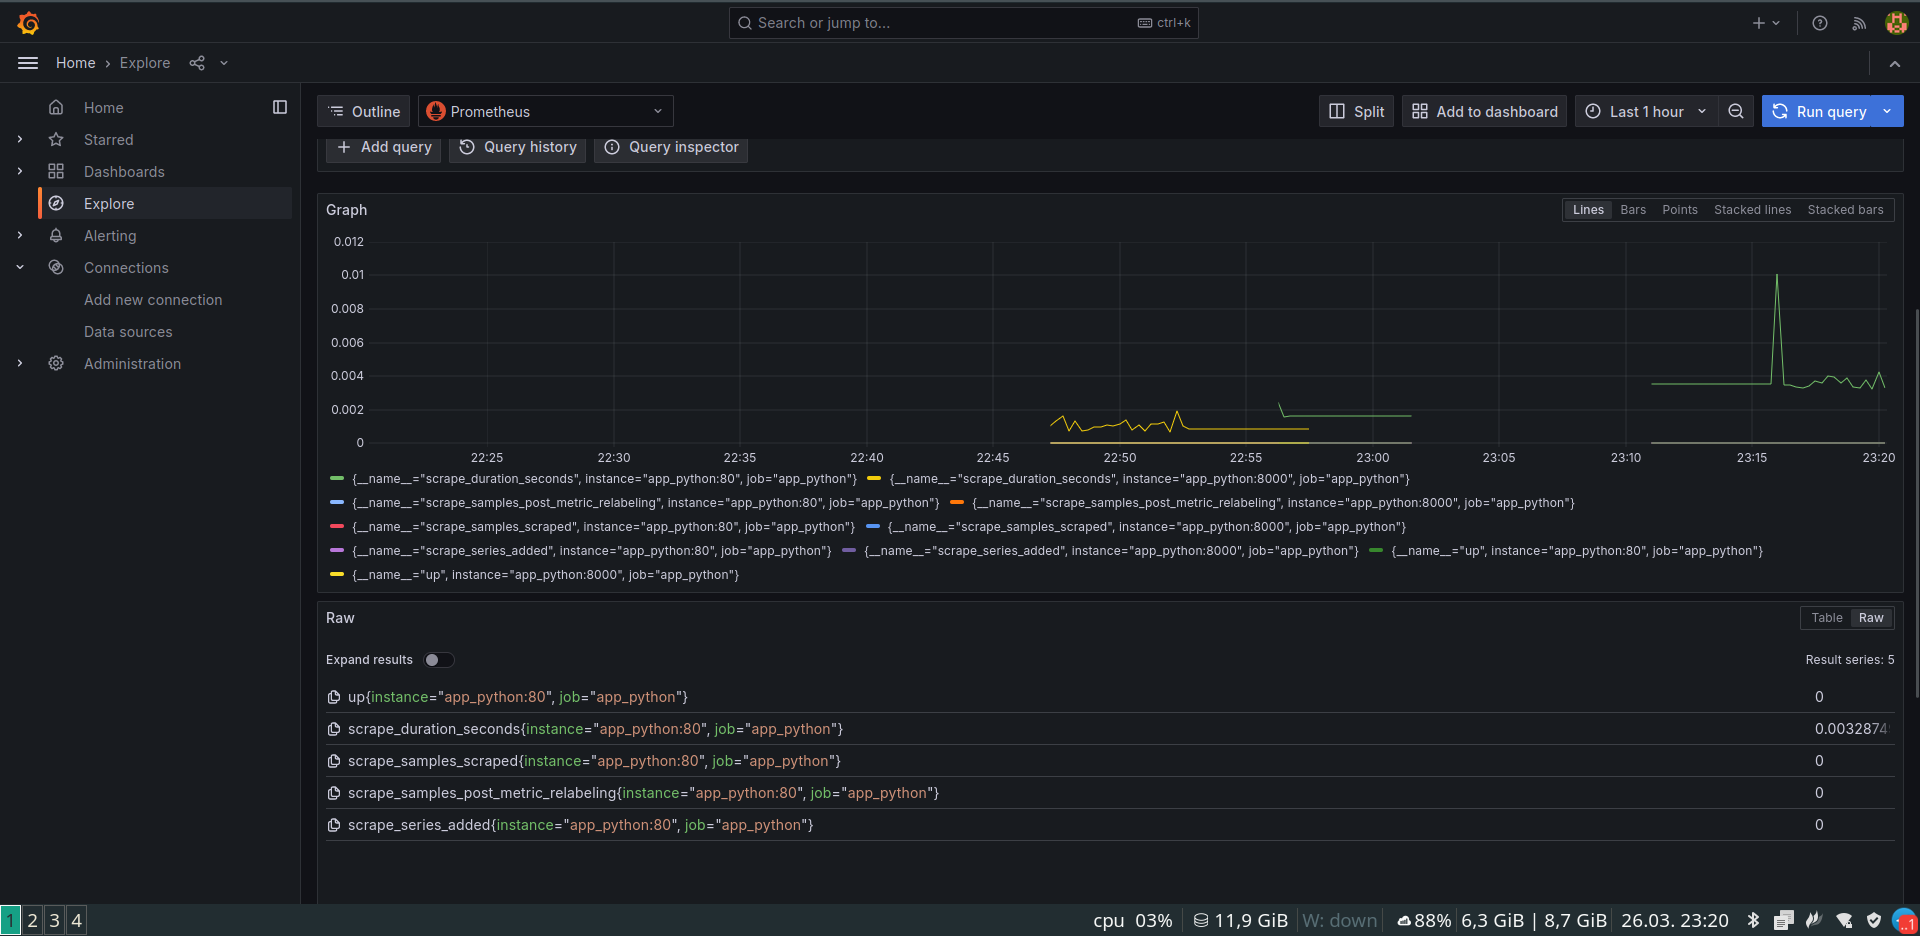 Search or jump to... ctrl+k
Home › Explore
Home
Starred
Dashboards
Explore
Alerting
Connections
Add new connection
Data sources
Administration
Outline Prometheus Split Add to dashboard Last 1 hour Run query
Add query Query history Query inspector
Graph Lines Bars Points Stacked lines Stacked bars
0.012
0.01
0.008
0.006
0.004
0.002
0
22:25 22:30 22:35 22:40 22:45 22:50 22:55 23:00 23:05 23:10 23:15 23:20
{__name__="scrape_duration_seconds", instance="app_python:80", job="app_python"} {__name__="scrape_duration_seconds", instance="app_python:8000", job="app_python"}
{__name__="scrape_samples_post_metric_relabeling", instance="app_python:80", job="app_python"} {__name__="scrape_samples_post_metric_relabeling", instance="app_python:8000", job="app_python"}
{__name__="scrape_samples_scraped", instance="app_python:80", job="app_python"} {__name__="scrape_samples_scraped", instance="app_python:8000", job="app_python"}
{__name__="scrape_series_added", instance="app_python:80", job="app_python"} {__name__="scrape_series_added", instance="app_python:8000", job="app_python"} {__name__="up", instance="app_python:80", job="app_python"}
{__name__="up", instance="app_python:8000", job="app_python"}
Raw Table Raw
Expand results Result series: 5
up{instance="app_python:80", job="app_python"} 0
scrape_duration_seconds{instance="app_python:80", job="app_python"} 0.0032874
scrape_samples_scraped{instance="app_python:80", job="app_python"} 0
scrape_samples_post_metric_relabeling{instance="app_python:80", job="app_python"} 0
scrape_series_added{instance="app_python:80", job="app_python"} 0
1 2 3 4 cpu 03% 11,9 GiB W: down 88% 6,3 GiB | 8,7 GiB 26.03. 23:20